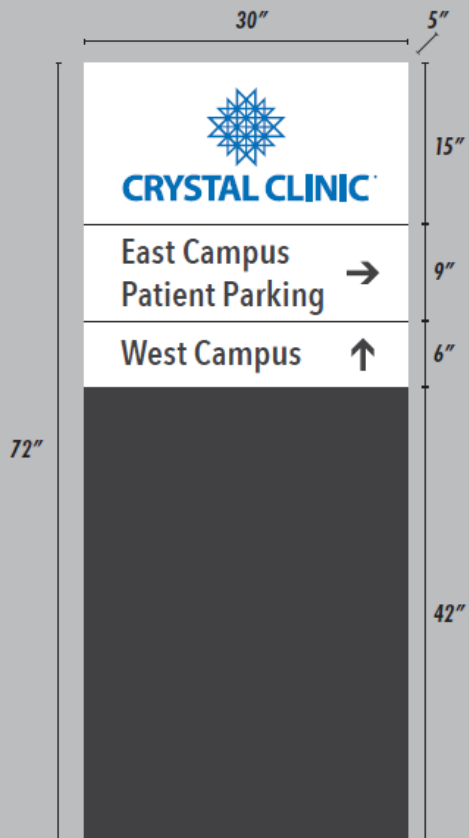 30″
5″
15″
CRYSTAL CLINIC
East Campus
Patient Parking
9″
West Campus
6″
72″
42″